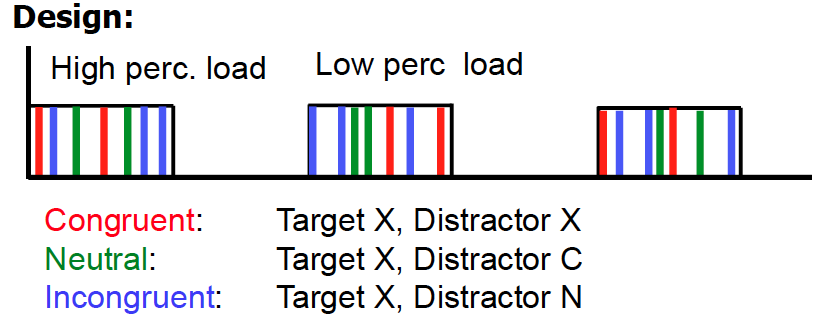 Design:
High perc. load
Low perc  load
Congruent: Target X, Distractor X
Neutral: Target X, Distractor C
Incongruent: Target X, Distractor N